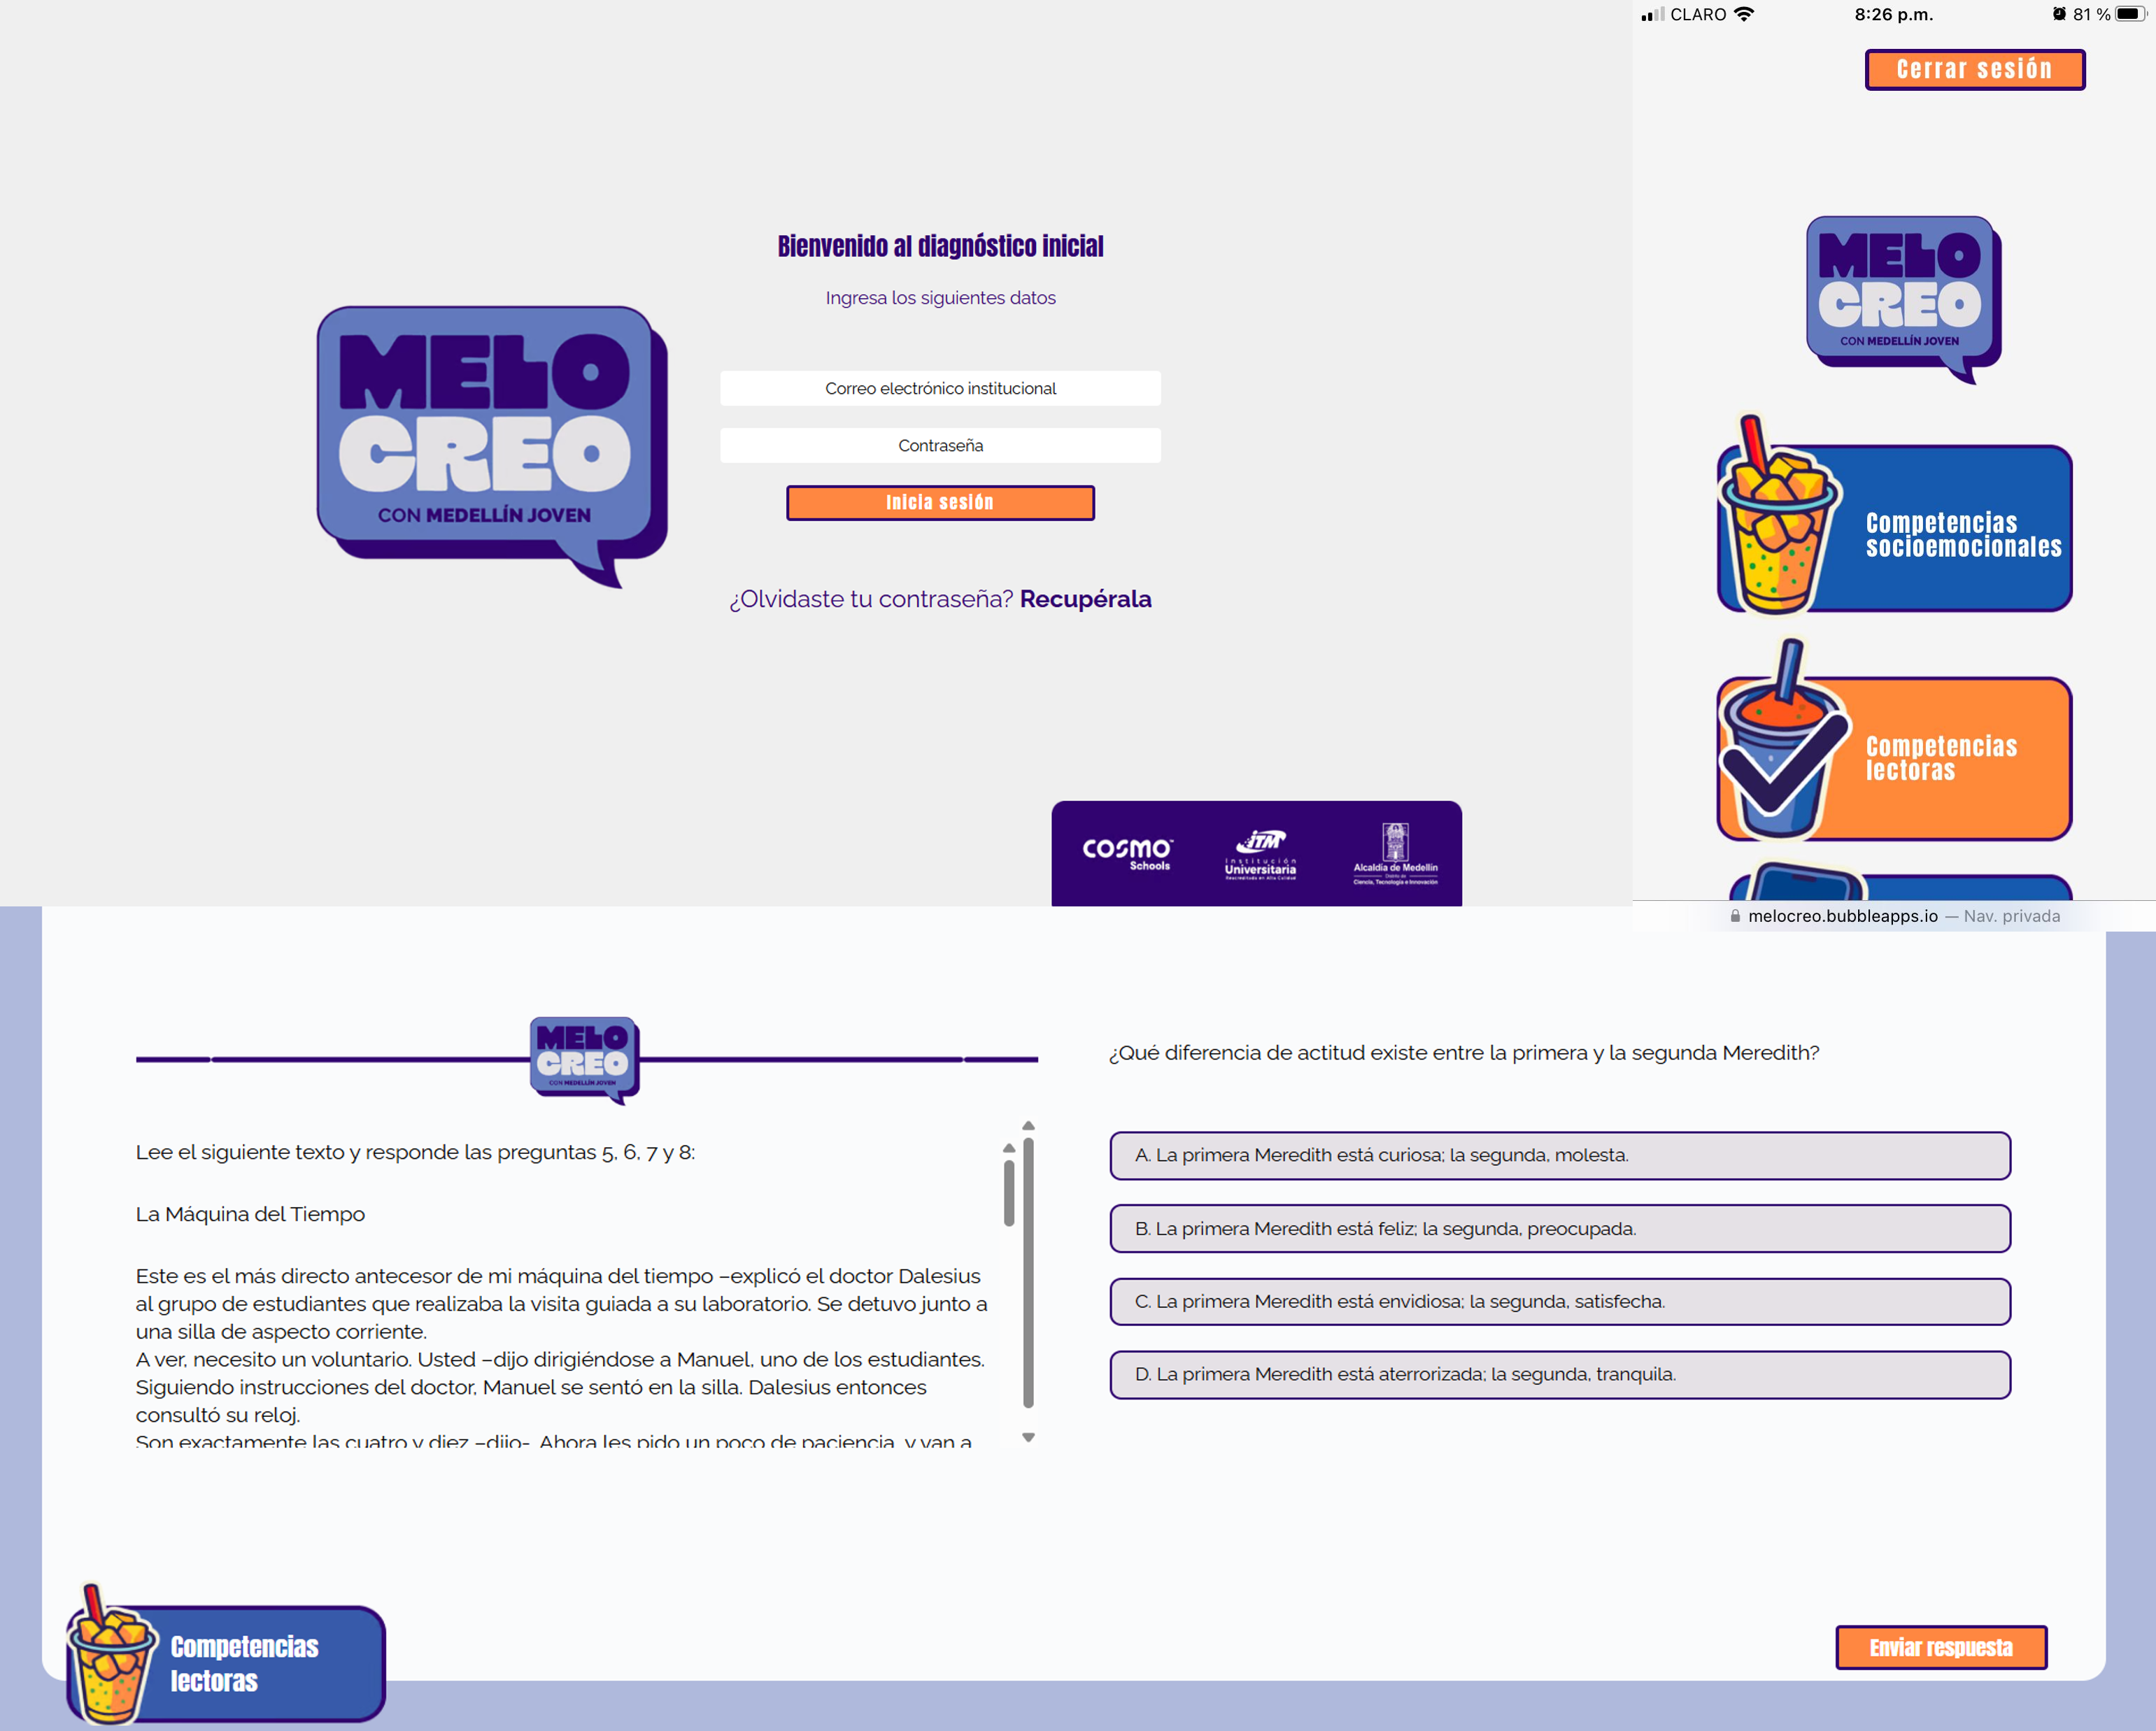 Bienvenido al diagnóstico inicial
Ingresa los siguientes datos
MELO
CREO
CON MEDELLÍN JOVEN
Correo electrónico institucional
Contraseña
Inicia sesión
¿Olvidaste tu contraseña? Recupérala
COSMO
Schools
iTM
Institución
Universitaria
Acreditada en Alta Calidad
Alcaldía de Medellín
Distrito de
Ciencia, Tecnología e Innovación
CLARO 8:26 p.m. 81 %
Cerrar sesión
MELO
CREO
CON MEDELLÍN JOVEN
Competencias
socioemocionales
Competencias
lectoras
melocreo.bubbleapps.io — Nav. privada
MELO
CREO
CON MEDELLÍN JOVEN
Lee el siguiente texto y responde las preguntas 5, 6, 7 y 8:
La Máquina del Tiempo
Este es el más directo antecesor de mi máquina del tiempo –explicó el doctor Dalesius
al grupo de estudiantes que realizaba la visita guiada a su laboratorio. Se detuvo junto a
una silla de aspecto corriente.
A ver, necesito un voluntario. Usted –dijo dirigiéndose a Manuel, uno de los estudiantes.
Siguiendo instrucciones del doctor, Manuel se sentó en la silla. Dalesius entonces
consultó su reloj.
Son exactamente las cuatro y diez –dijo-. Ahora les pido un poco de paciencia, y van a
¿Qué diferencia de actitud existe entre la primera y la segunda Meredith?
A. La primera Meredith está curiosa; la segunda, molesta.
B. La primera Meredith está feliz; la segunda, preocupada.
C. La primera Meredith está envidiosa; la segunda, satisfecha.
D. La primera Meredith está aterrorizada; la segunda, tranquila.
Competencias
lectoras
Enviar respuesta